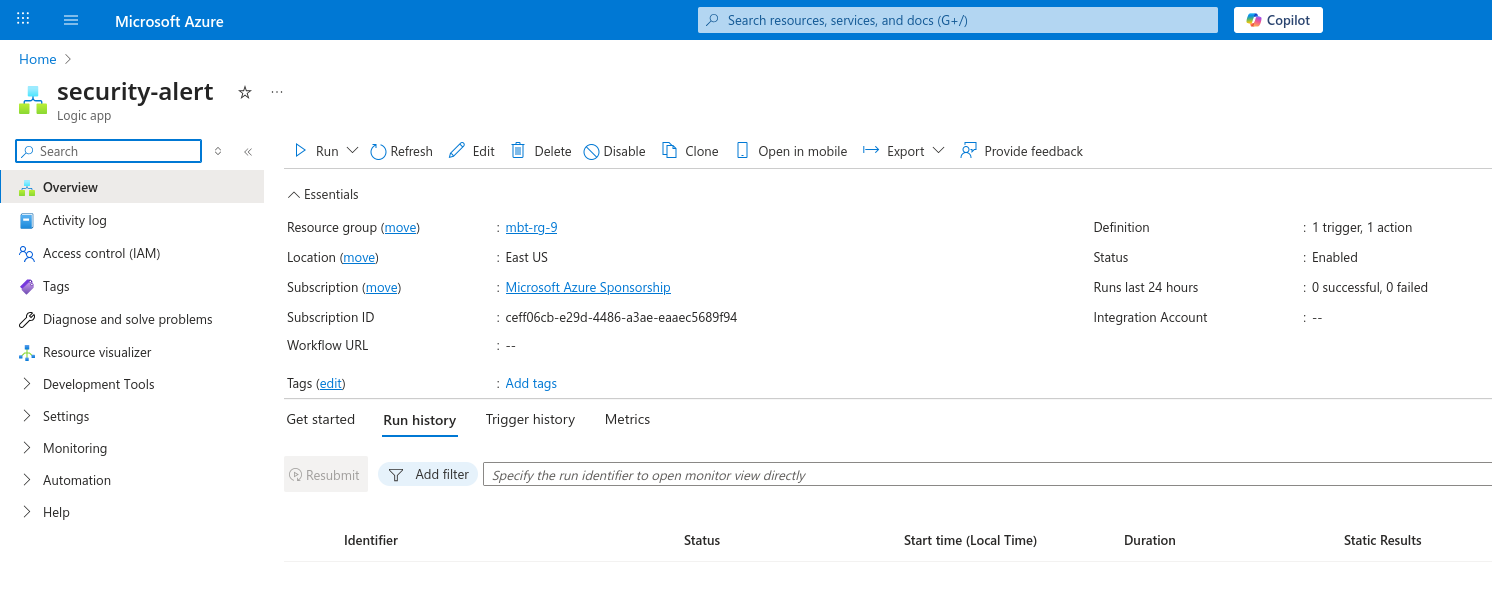 Microsoft Azure
Search resources, services, and docs (G+/)
Copilot
Home
security-alert
Logic app
Search
Overview
Activity log
Access control (IAM)
Tags
Diagnose and solve problems
Resource visualizer
Development Tools
Settings
Monitoring
Automation
Help
Run Refresh Edit Delete Disable Clone Open in mobile Export Provide feedback
Essentials
Resource group (move) : mbt-rg-9
Location (move) : East US
Subscription (move) : Microsoft Azure Sponsorship
Subscription ID : ceff06cb-e29d-4486-a3ae-eaaec5689f94
Workflow URL : --
Tags (edit) : Add tags
Definition : 1 trigger, 1 action
Status : Enabled
Runs last 24 hours : 0 successful, 0 failed
Integration Account : --
Get started Run history Trigger history Metrics
Resubmit Add filter Specify the run identifier to open monitor view directly
Identifier Status Start time (Local Time) Duration Static Results